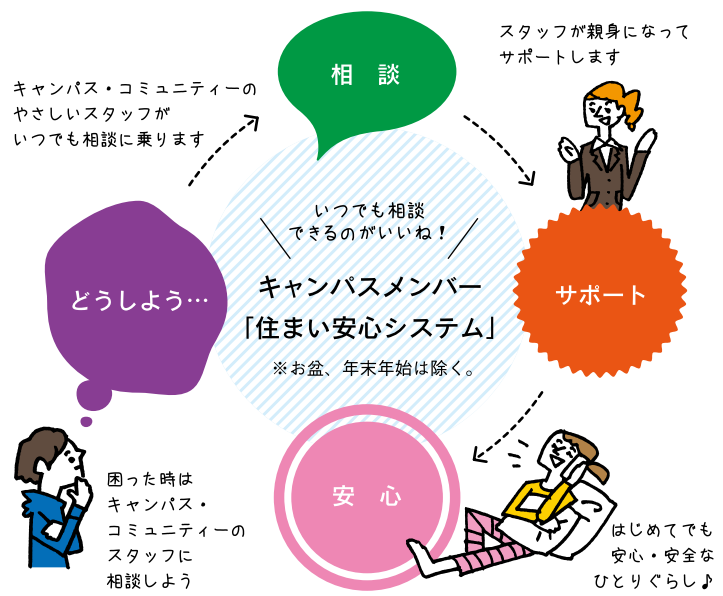 相 談
スタッフが親身になって
サポートします
キャンパス・コミュニティーの
やさしいスタッフが
いつでも相談に乗ります
いつでも相談
できるのがいいね!
キャンパスメンバー
「住まい安心システム」
※お盆、年末年始は除く。
どうしよう…
サポート
安 心
困った時は
キャンパス・
コミュニティーの
スタッフに
相談しよう
はじめてでも
安心・安全な
ひとりぐらし♪